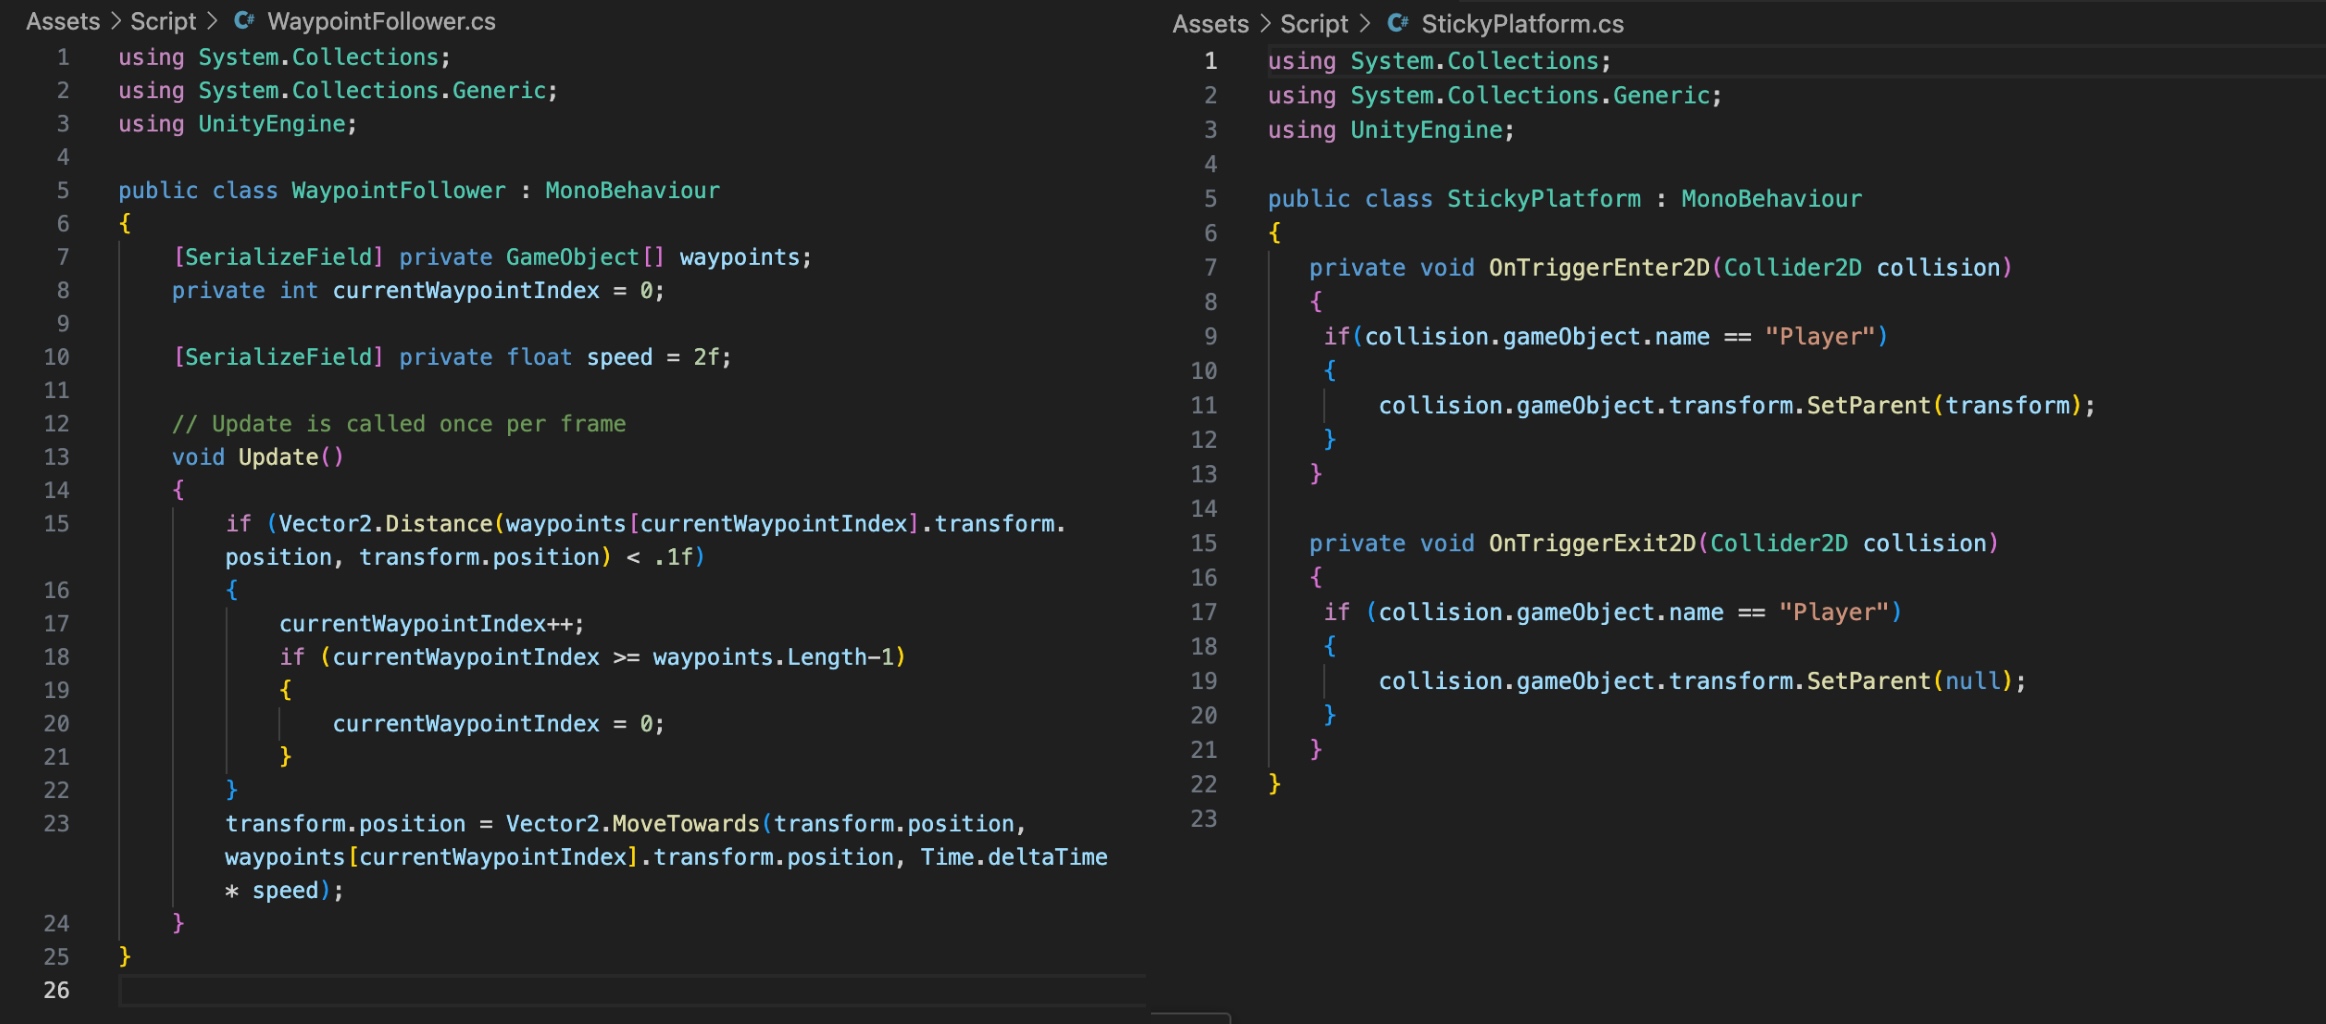 Assets > Script > C# WaypointFollower.cs
1 using System.Collections;
2 using System.Collections.Generic;
3 using UnityEngine;
4
5 public class WaypointFollower : MonoBehaviour
6 {
7 [SerializeField] private GameObject[] waypoints;
8 private int currentWaypointIndex = 0;
9
10 [SerializeField] private float speed = 2f;
11
12 // Update is called once per frame
13 void Update()
14 {
15 if (Vector2.Distance(waypoints[currentWaypointIndex].transform.
position, transform.position) < .1f)
16 {
17 currentWaypointIndex++;
18 if (currentWaypointIndex >= waypoints.Length-1)
19 {
20 currentWaypointIndex = 0;
21 }
22 }
23 transform.position = Vector2.MoveTowards(transform.position,
waypoints[currentWaypointIndex].transform.position, Time.deltaTime
* speed);
24 }
25 }
26
Assets > Script > C# StickyPlatform.cs
1 using System.Collections;
2 using System.Collections.Generic;
3 using UnityEngine;
4
5 public class StickyPlatform : MonoBehaviour
6 {
7 private void OnTriggerEnter2D(Collider2D collision)
8 {
9 if(collision.gameObject.name == "Player")
10 {
11 collision.gameObject.transform.SetParent(transform);
12 }
13 }
14
15 private void OnTriggerExit2D(Collider2D collision)
16 {
17 if (collision.gameObject.name == "Player")
18 {
19 collision.gameObject.transform.SetParent(null);
20 }
21 }
22 }
23